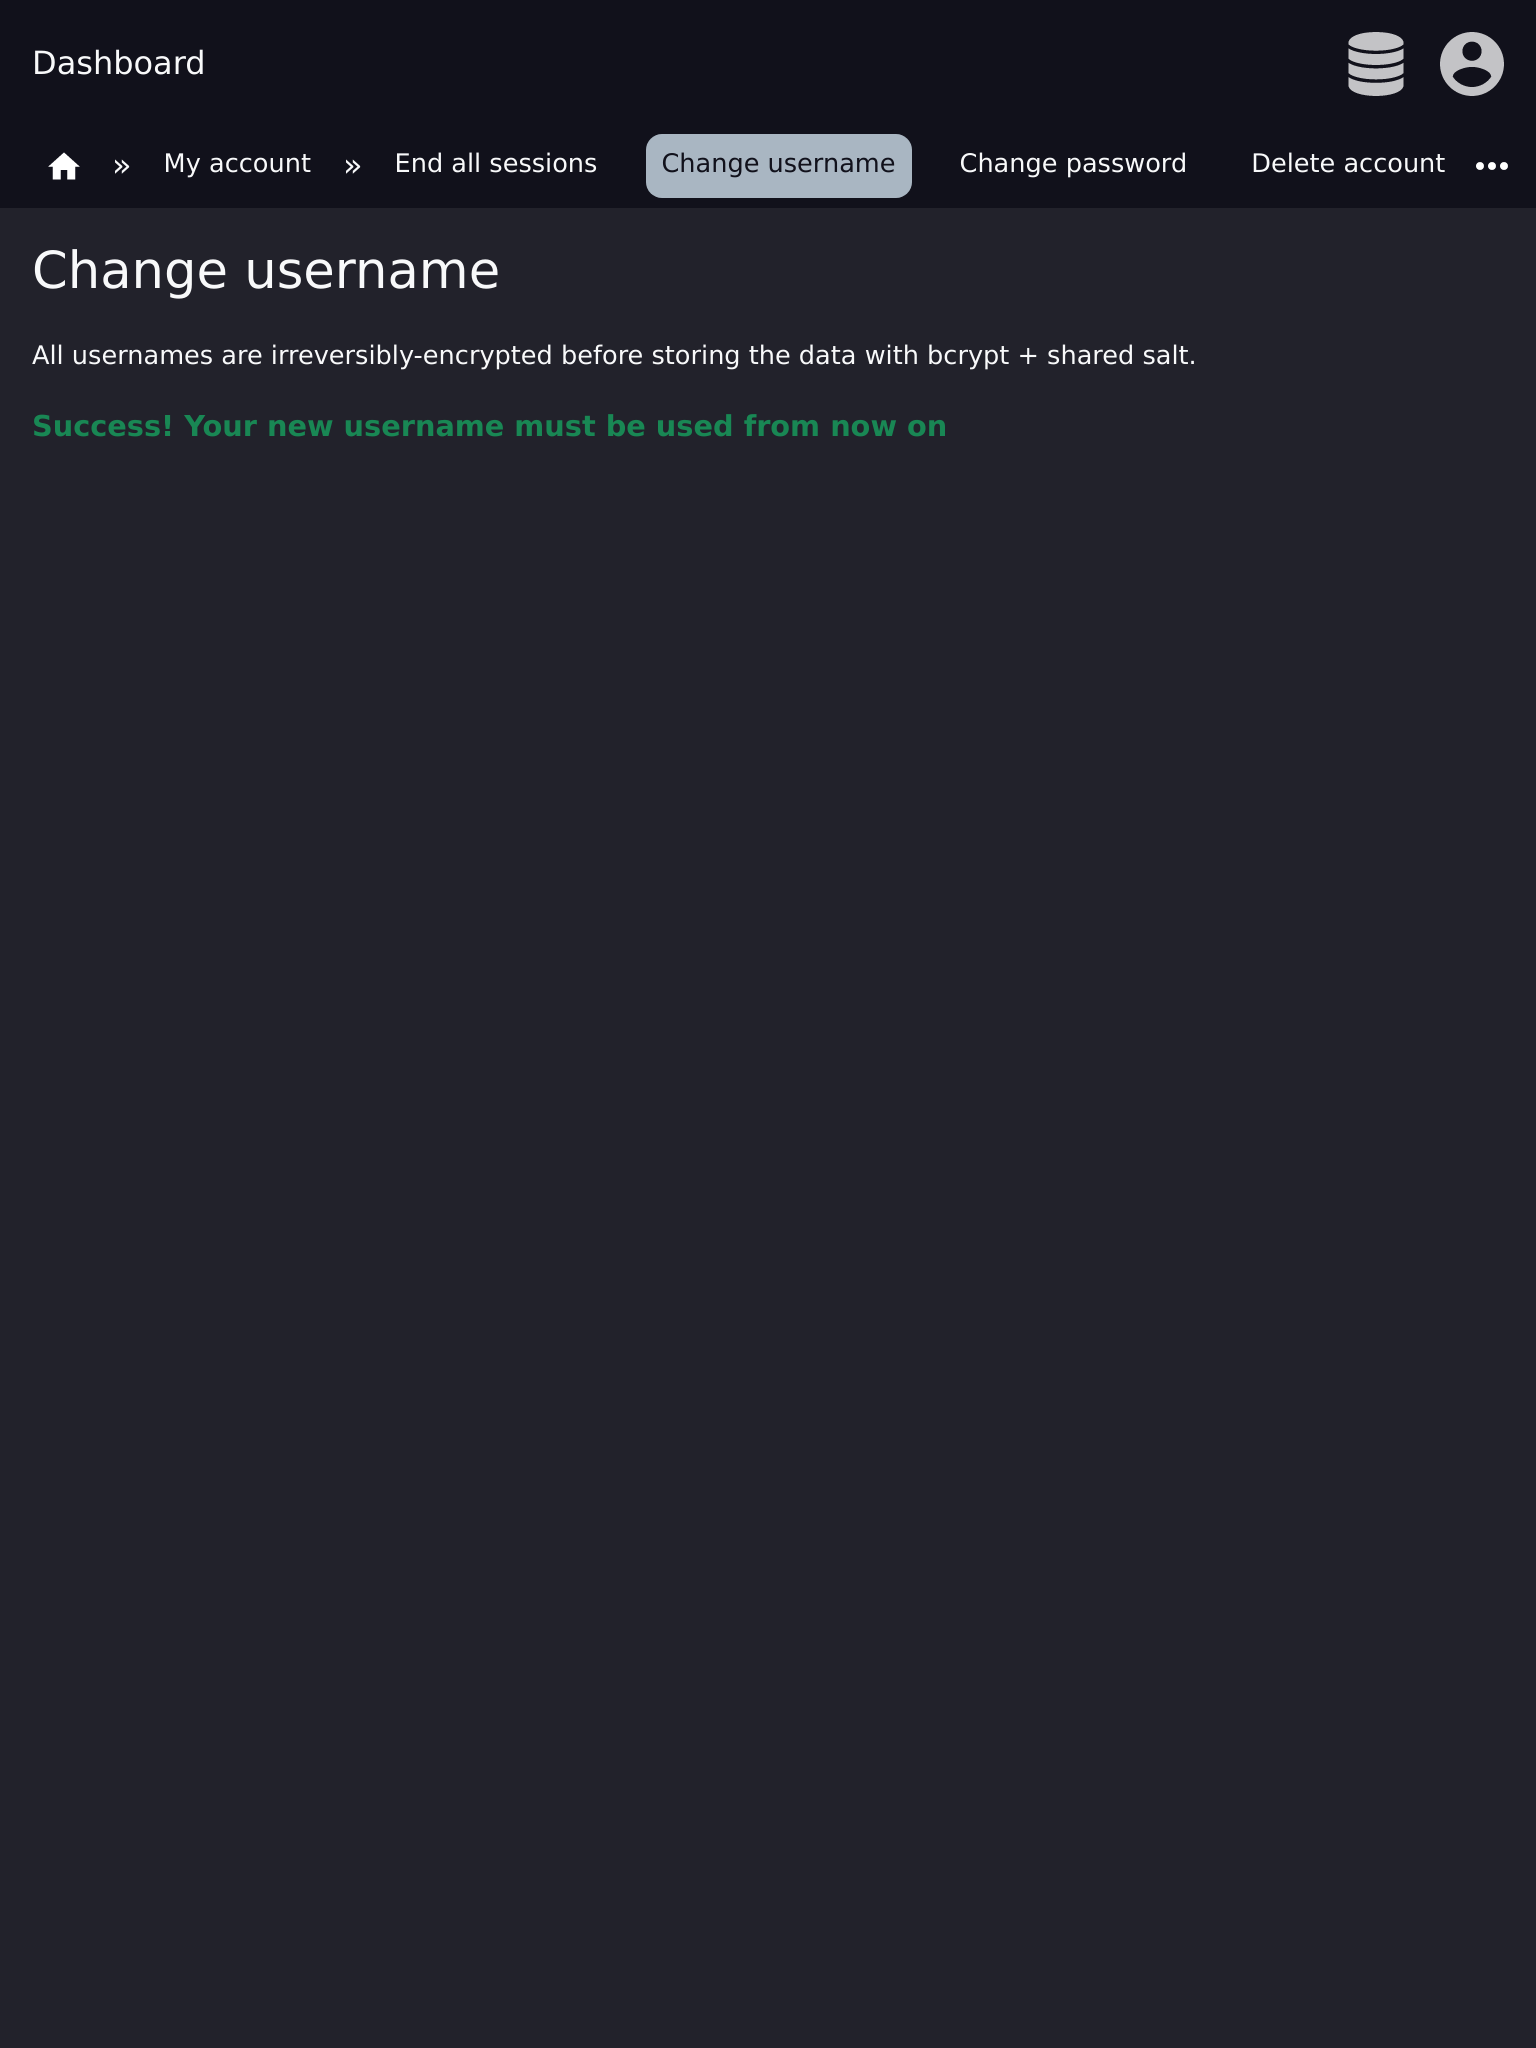 Dashboard
» My account » End all sessions Change username Change password Delete account •••
Change username
All usernames are irreversibly-encrypted before storing the data with bcrypt + shared salt.
Success! Your new username must be used from now on